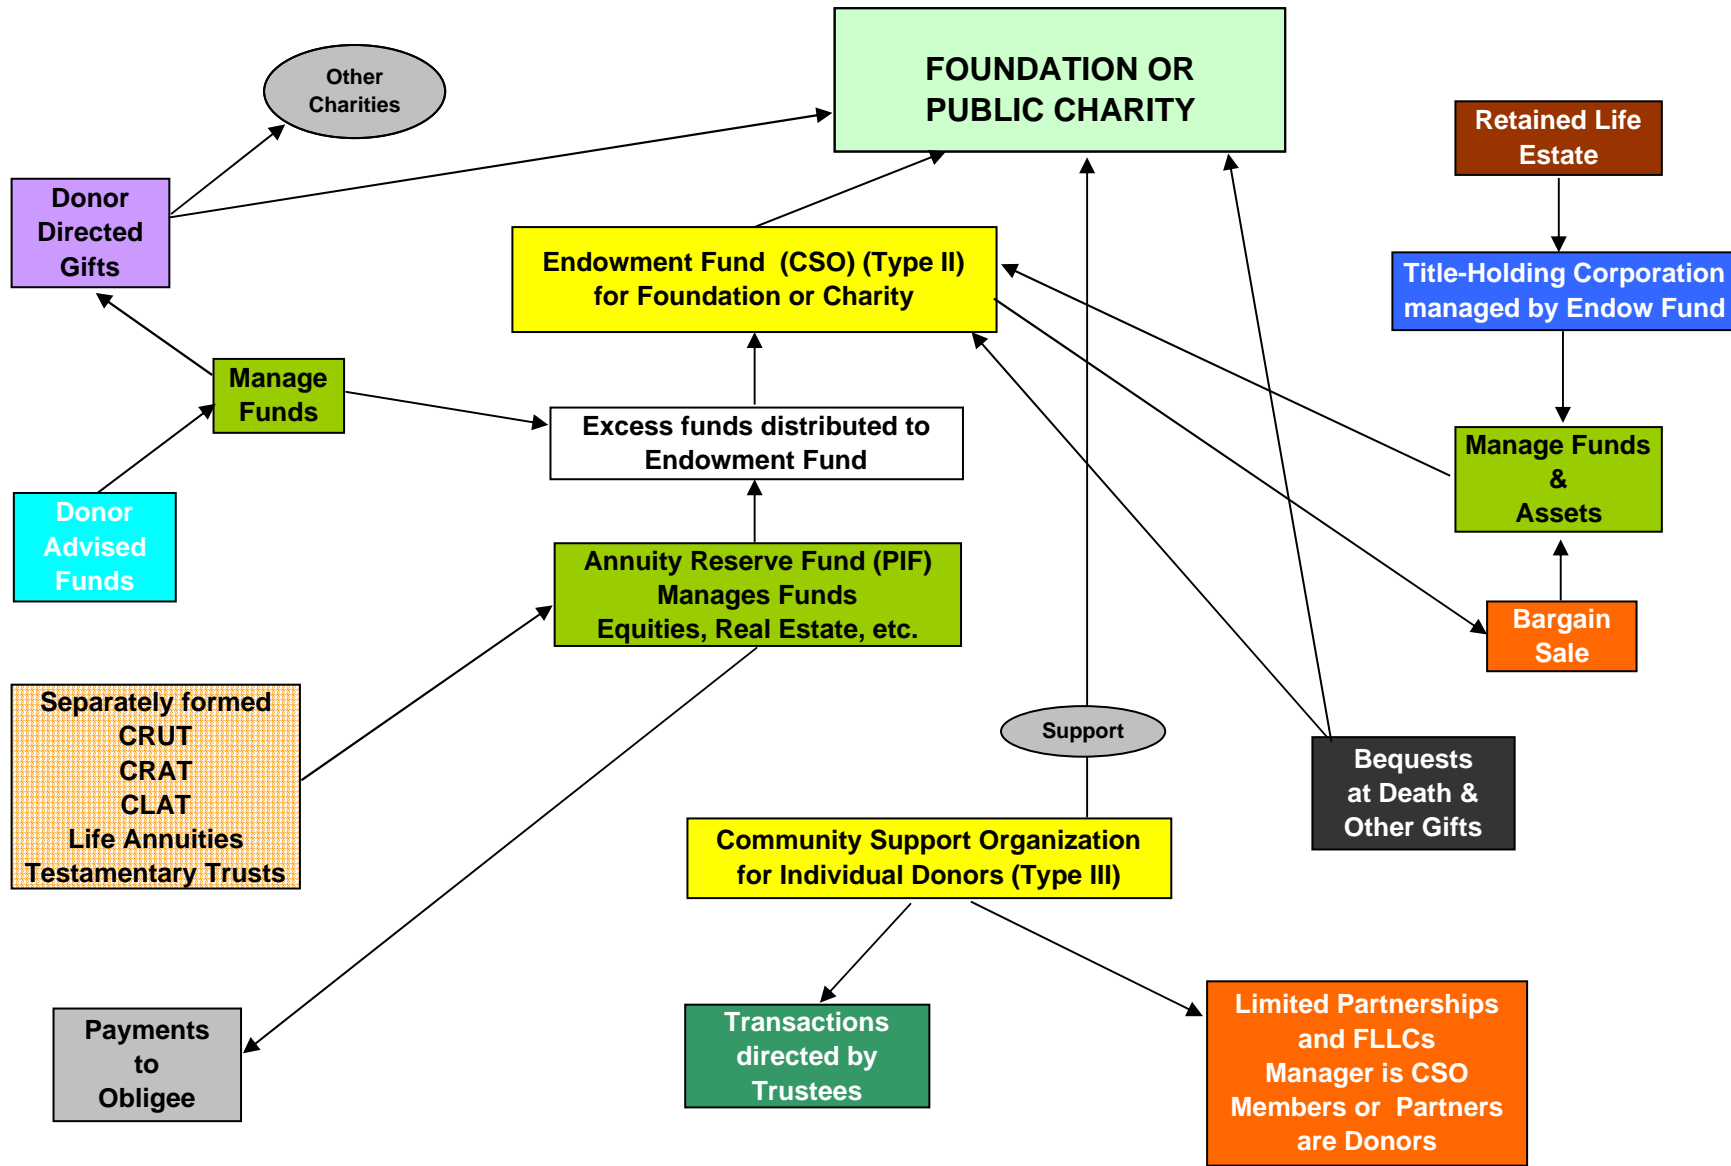 Other
Charities
FOUNDATION OR
PUBLIC CHARITY
Retained Life
Estate
Donor
Directed
Gifts
Endowment Fund  (CSO) (Type II)
for Foundation or Charity
Title-Holding Corporation
managed by Endow Fund
Manage
Funds
Excess funds distributed to
Endowment Fund
Manage Funds
&
Assets
Donor
Advised
Funds
Annuity Reserve Fund (PIF)
Manages Funds
Equities, Real Estate, etc.
Bargain
Sale
Separately formed
CRUT
CRAT
CLAT
Life Annuities
Testamentary Trusts
Support
Bequests
at Death &
Other Gifts
Community Support Organization
for Individual Donors (Type III)
Payments
to
Obligee
Transactions
directed by
Trustees
Limited Partnerships
and FLLCs
Manager is CSO
Members or  Partners
are Donors